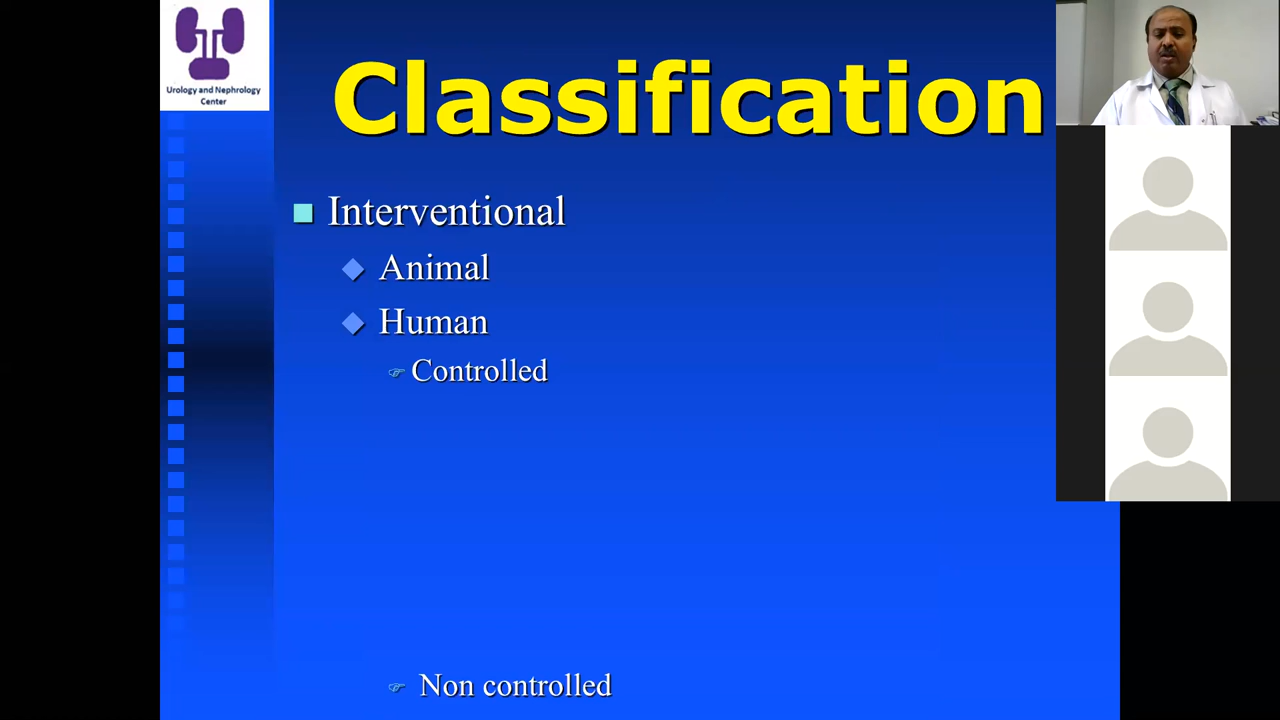 Urology and Nephrology
Center
Classification
Interventional
Animal
Human
Controlled
Non controlled